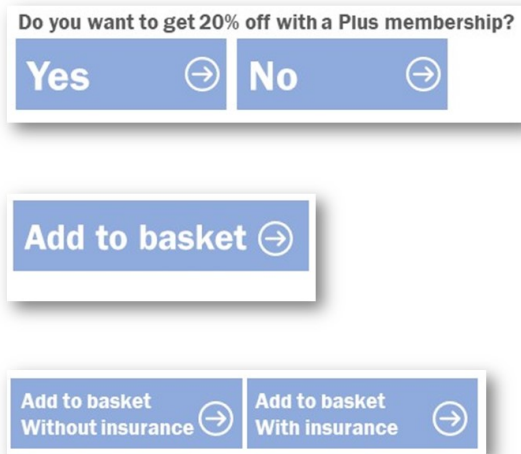 Do you want to get 20% off with a Plus membership?
Yes No
Add to basket
Add to basket Add to basket
Without insurance With insurance